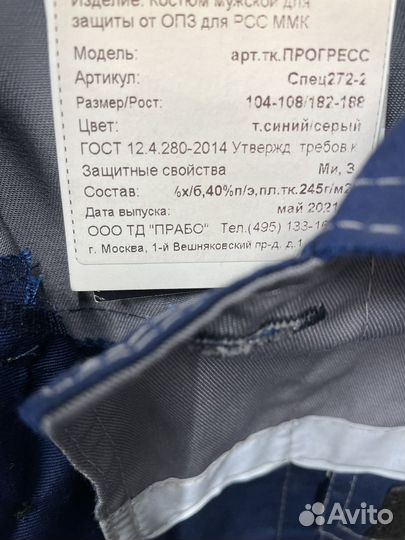 Изделие: Костюм мужской для
защиты от ОПЗ для РСС ММК
Модель: арт.тк.ПРОГРЕСС
Артикул: Спец272-2
Размер/Рост: 104-108/182-188
Цвет: т.синий/серый
ГОСТ 12.4.280-2014 Утвержд. требов к
Защитные свойства Ми, З
Состав: %х/б,40%п/э,пл.тк.245г/м2
Дата выпуска: май 2021
ООО ТД "ПРАБО" Тел.(495) 133-1
г. Москва, 1-й Вешняковский пр-д, д.1
Avito